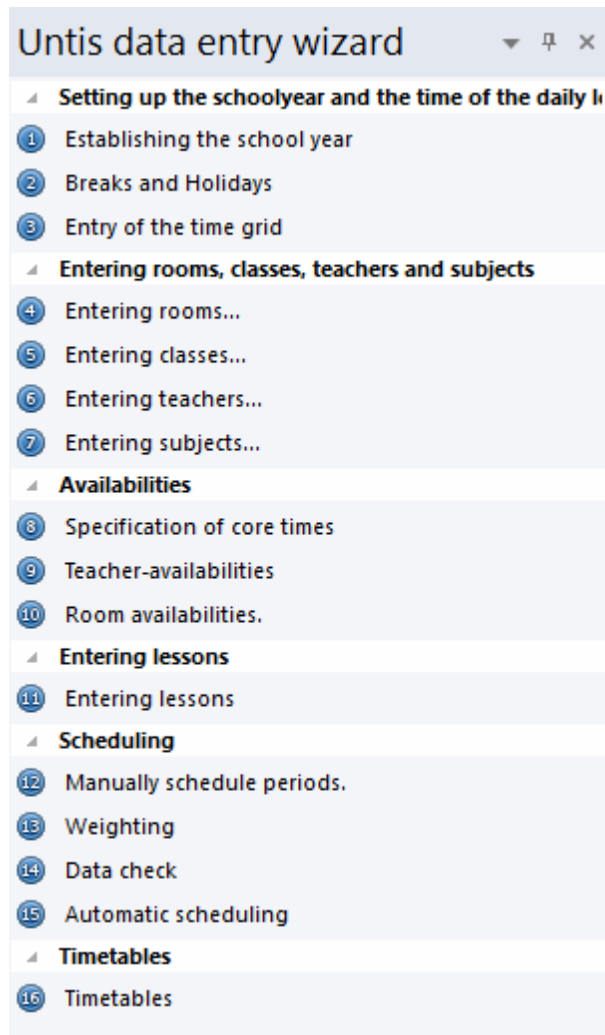 Untis data entry wizard
Setting up the schoolyear and the time of the daily
1 Establishing the school year
2 Breaks and Holidays
3 Entry of the time grid
Entering rooms, classes, teachers and subjects
4 Entering rooms...
5 Entering classes...
6 Entering teachers...
7 Entering subjects...
Availabilities
8 Specification of core times
9 Teacher-availabilities
10 Room availabilities.
Entering lessons
11 Entering lessons
Scheduling
12 Manually schedule periods.
13 Weighting
14 Data check
15 Automatic scheduling
Timetables
16 Timetables